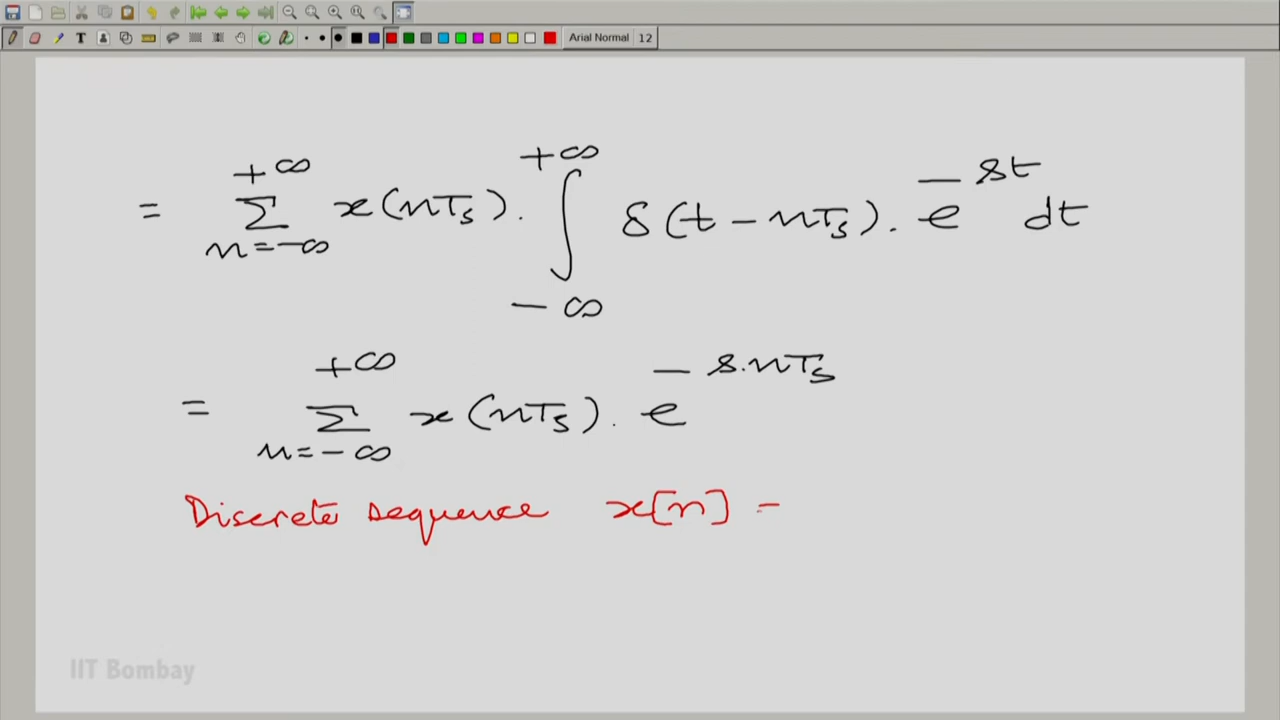 Arial Normal 12
= +∞ Σ n=-∞ x(nTs). +∞ ∫ -∞ δ(t - nTs). e^-st dt
= +∞ Σ n=-∞ x(nTs). e^-s.nTs
Discrete sequence x[n] =
IIT Bombay